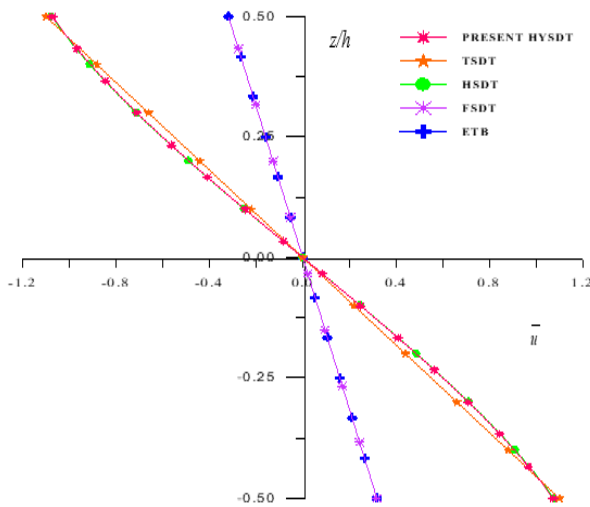 0.50
z/h
PRESENT HYSDT
TSDT
HSDT
FSDT
ETB
0.25
0.00
-1.2
-0.8
-0.4
0.0
0.4
0.8
1.2
u̅
-0.25
-0.50